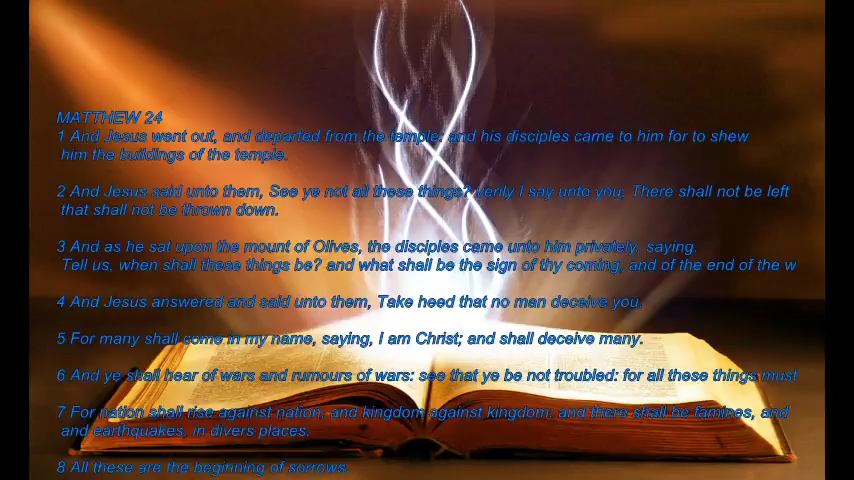 MATTHEW 24
1 And Jesus went out, and departed from the temple: and his disciples came to him for to shew
him the buildings of the temple.
2 And Jesus said unto them, See ye not all these things? verily I say unto you, There shall not be left
that shall not be thrown down.
3 And as he sat upon the mount of Olives, the disciples came unto him privately, saying.
Tell us, when shall these things be? and what shall be the sign of thy coming, and of the end of the w
4 And Jesus answered and said unto them, Take heed that no man deceive you.
5 For many shall come in my name, saying, I am Christ; and shall deceive many.
6 And ye shall hear of wars and rumours of wars: see that ye be not troubled: for all these things must
7 For nation shall rise against nation, and kingdom against kingdom: and there shall be famines, and
and earthquakes, in divers places.
8 All these are the beginning of sorrows.